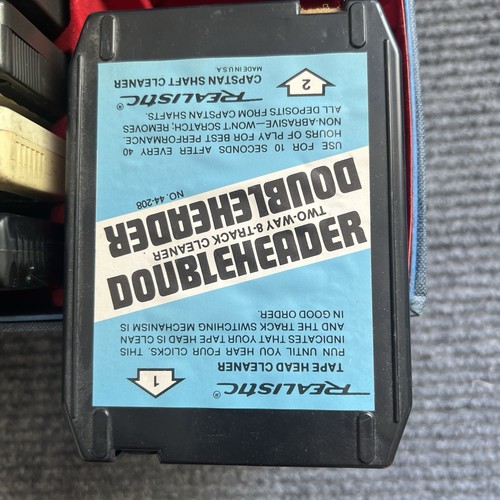 REALISTIC®
TAPE HEAD CLEANER
1
RUN UNTIL YOU HEAR FOUR CLICKS. THIS
INDICATES THAT YOUR TAPE HEAD IS CLEAN
AND THE TRACK SWITCHING MECHANISM IS
IN GOOD ORDER.
DOUBLEHEADER
TWO-WAY 8-TRACK CLEANER
DOUBLEHEADER
NO. 44-208
USE FOR 10 SECONDS AFTER EVERY 40
HOURS OF PLAY FOR BEST PERFORMANCE.
NON-ABRASIVE—WON'T SCRATCH; REMOVES
ALL DEPOSITS FROM CAPSTAN SHAFTS.
REALISTIC®
2
CAPSTAN SHAFT CLEANER
MADE IN U.S.A.